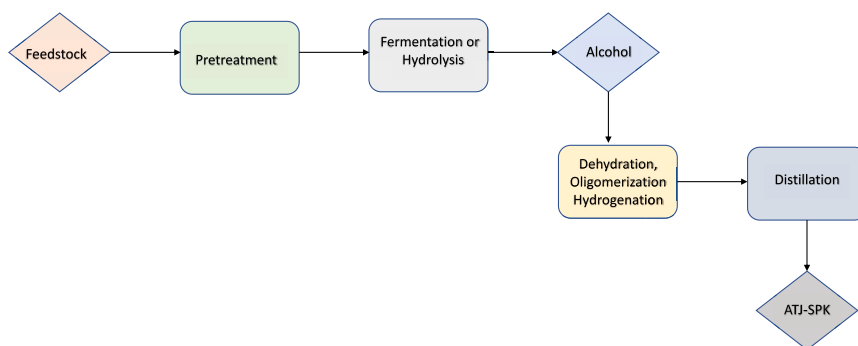 Feedstock
Pretreatment
Fermentation or
Hydrolysis
Alcohol
Dehydration,
Oligomerization
Hydrogenation
Distillation
ATJ-SPK